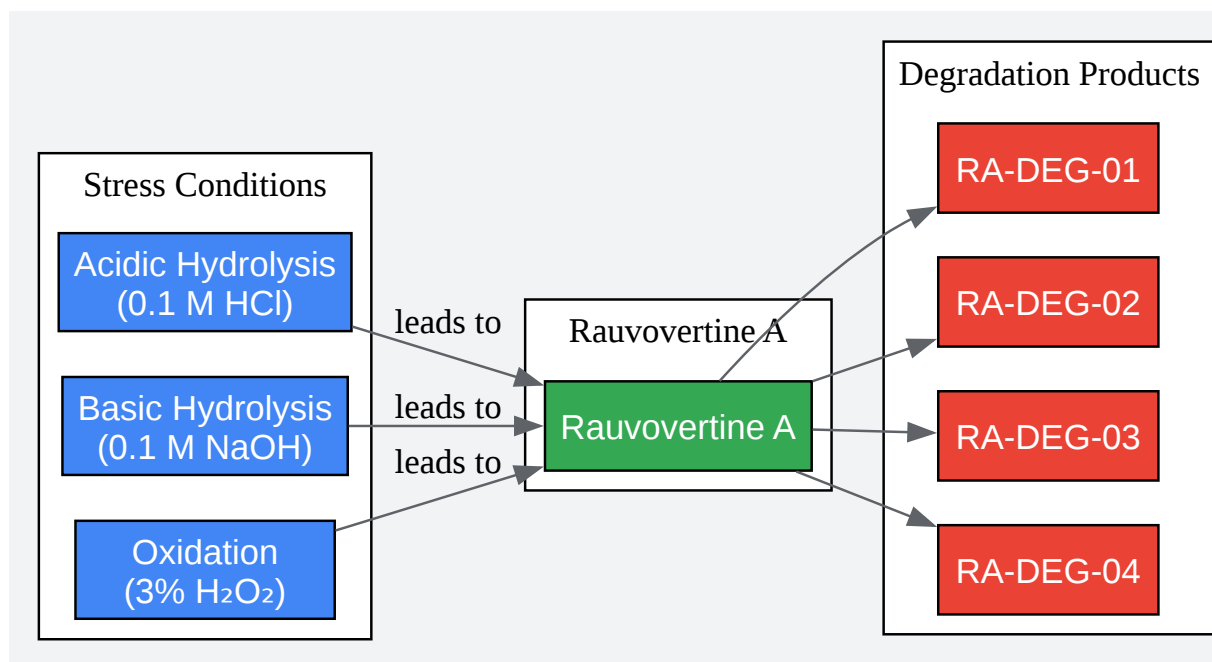 Stress Conditions
Acidic Hydrolysis
(0.1 M HCl)
Basic Hydrolysis
(0.1 M NaOH)
Oxidation
(3% H₂O₂)
leads to
leads to
leads to
Rauvovertine A
Rauvovertine A
Degradation Products
RA-DEG-01
RA-DEG-02
RA-DEG-03
RA-DEG-04